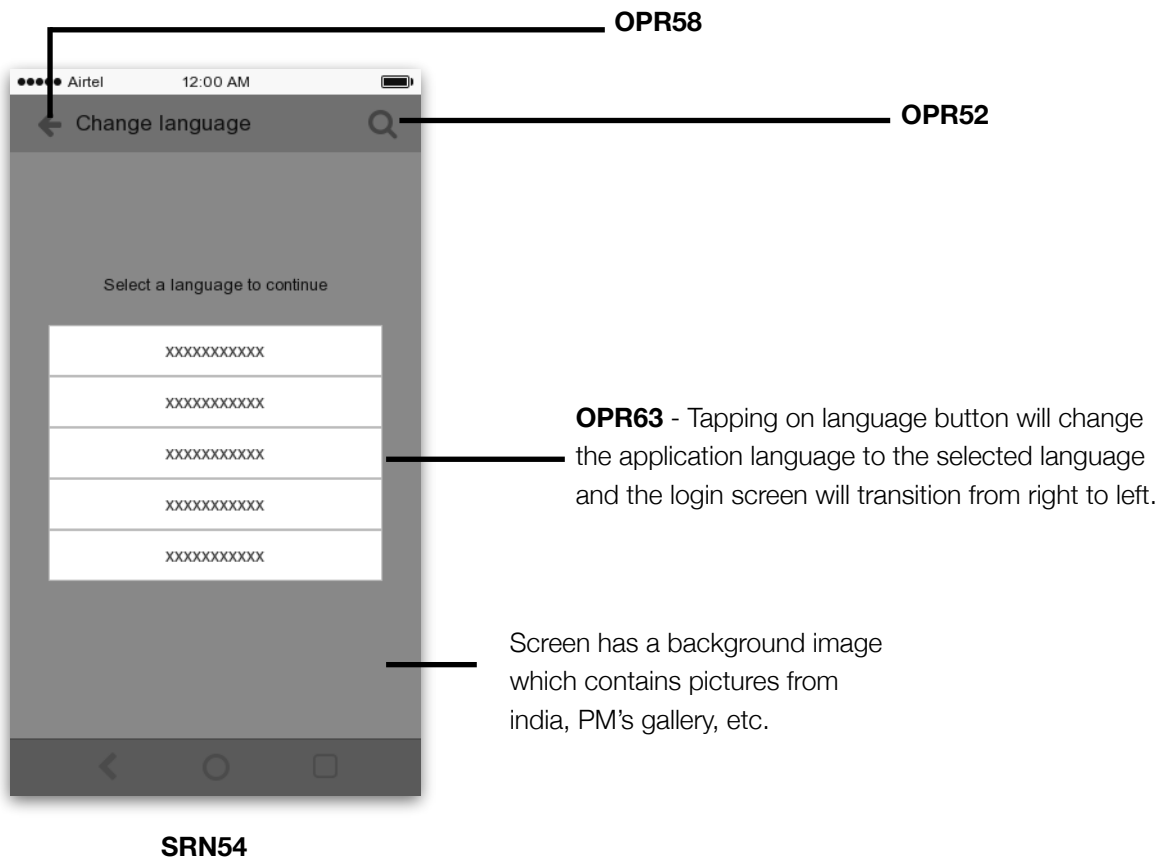 OPR58
Airtel 12:00 AM
Change language
OPR52
Select a language to continue
xxxxxxxxxxx
xxxxxxxxxxx
xxxxxxxxxxx
xxxxxxxxxxx
xxxxxxxxxxx
OPR63 - Tapping on language button will change
the application language to the selected language
and the login screen will transition from right to left.
Screen has a background image
which contains pictures from
india, PM’s gallery, etc.
SRN54